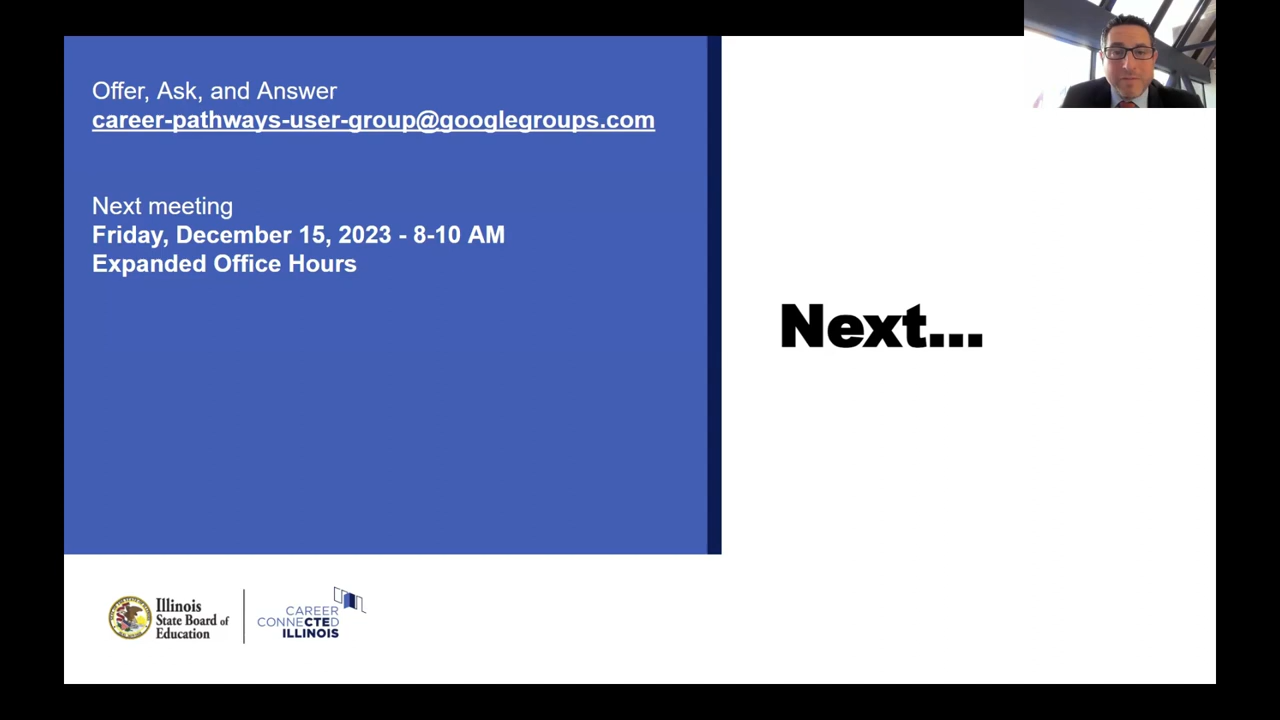 Offer, Ask, and Answer
career-pathways-user-group@googlegroups.com
Next meeting
Friday, December 15, 2023 - 8-10 AM
Expanded Office Hours
Next...
Illinois
State Board of
Education
CAREER
CONNECTED
ILLINOIS